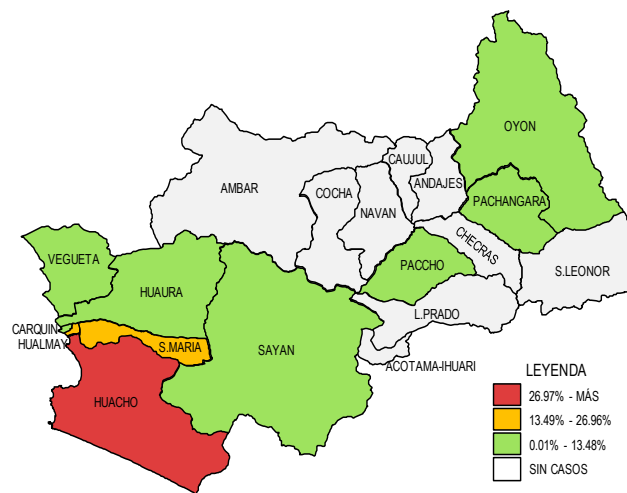 OYON
CAUJUL
ANDAJES
AMBAR
COCHA
NAVAN
PACHANGARA
CHECRAS
VEGUETA
PACCHO
S.LEONOR
HUAURA
L.PRADO
CARQUIN
HUALMAY
S.MARIA
SAYAN
ACOTAMA-IHUARI
HUACHO
LEYENDA
26.97% - MÁS
13.49% - 26.96%
0.01% - 13.48%
SIN CASOS